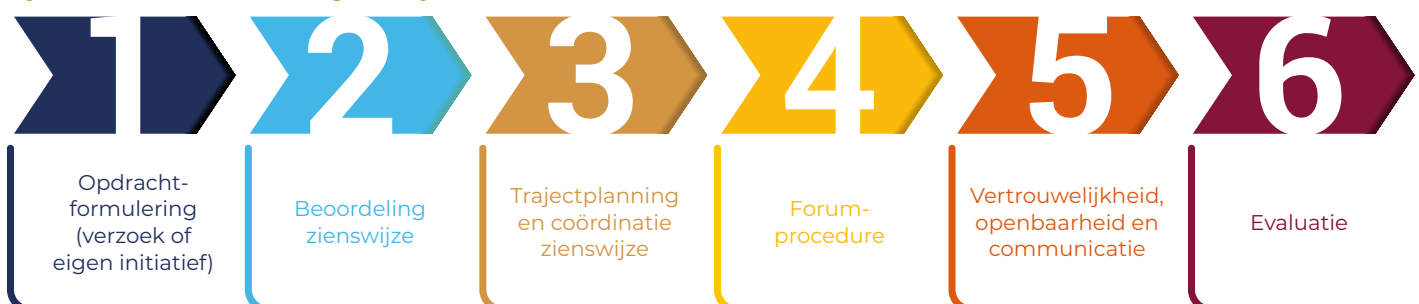 1
2
3
4
5
6
Opdracht-
formulering
(verzoek of
eigen initiatief)
Beoordeling
zienswijze
Trajectplanning
en coördinatie
zienswijze
Forum-
procedure
Vertrouwelijkheid,
openbaarheid en
communicatie
Evaluatie